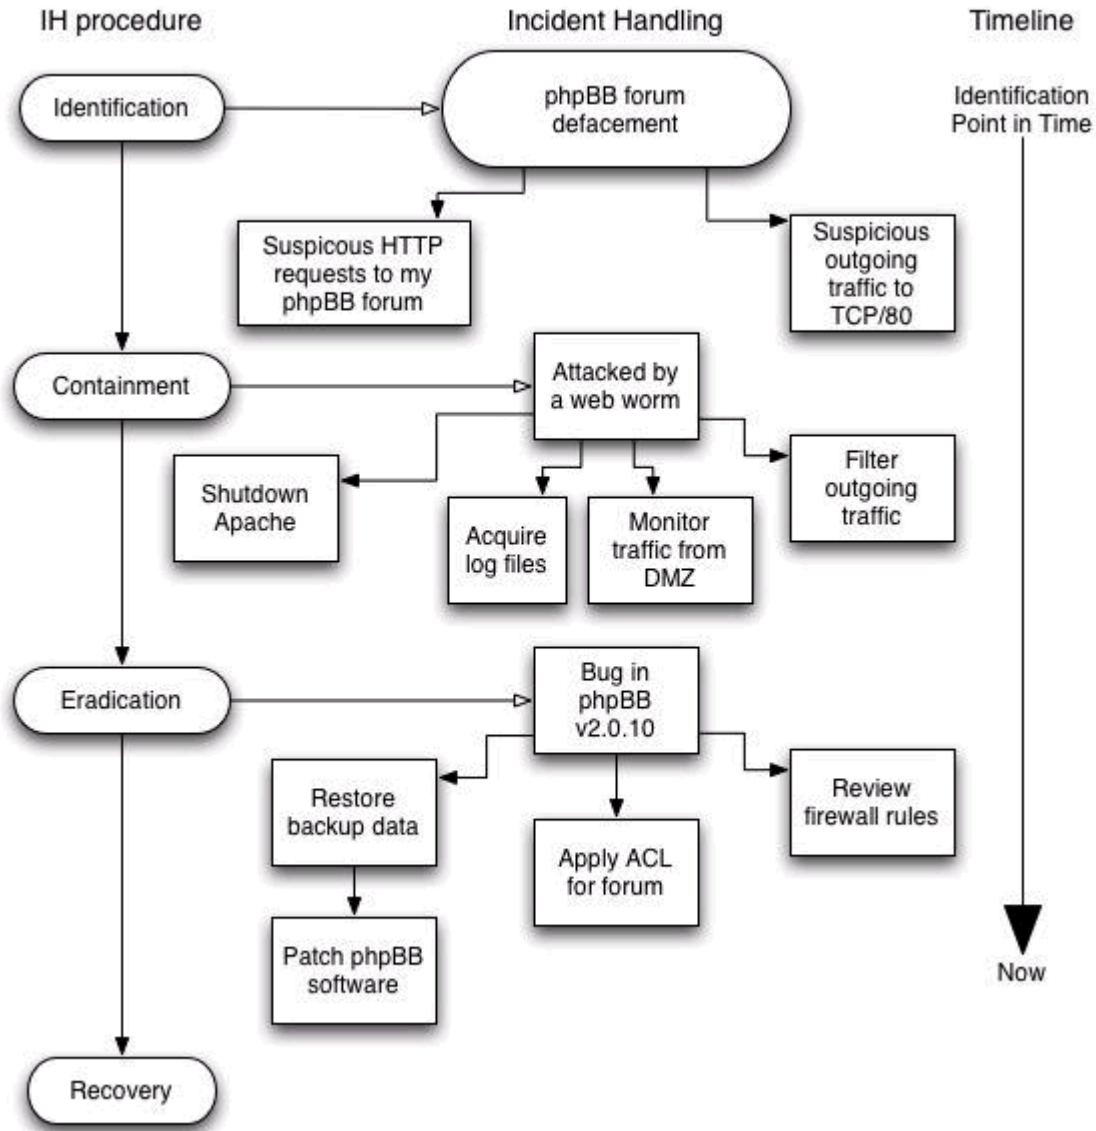 IH procedure
Incident Handling
Timeline
Identification
phpBB forum
defacement
Identification
Point in Time
Suspicous HTTP
requests to my
phpBB forum
Suspicious
outgoing
traffic to
TCP/80
Containment
Attacked by
a web worm
Shutdown
Apache
Acquire
log files
Monitor
traffic from
DMZ
Filter
outgoing
traffic
Eradication
Bug in
phpBB
v2.0.10
Restore
backup data
Apply ACL
for forum
Review
firewall rules
Patch phpBB
software
Now
Recovery